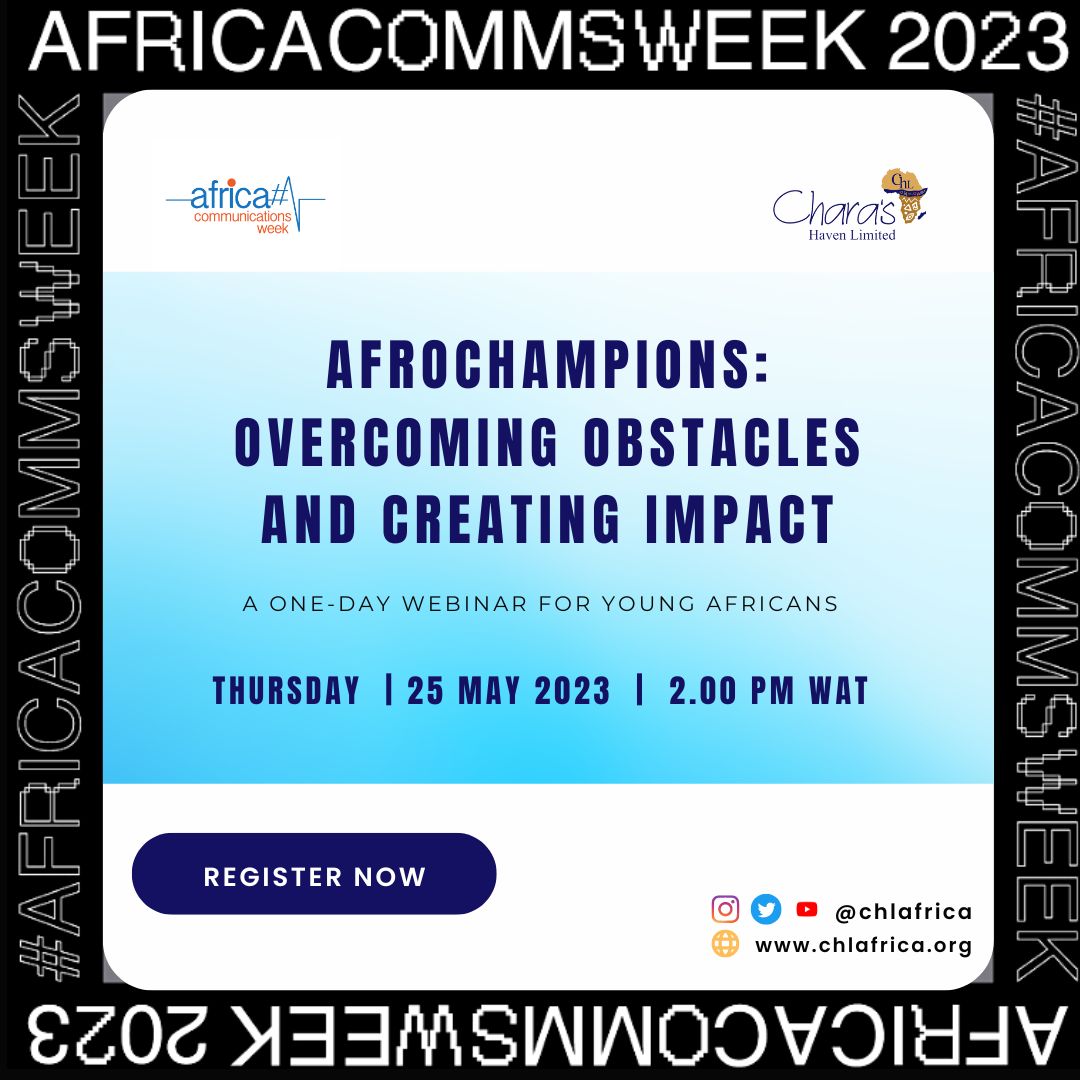 AFRICACOMMSWEEK 2023
#AFRICACOMMSWEEK
#AFRICACOMMSWEEK
africa#
communications
week
CHL
Chara's
Haven Limited
AFROCHAMPIONS:
OVERCOMING OBSTACLES
AND CREATING IMPACT
A ONE-DAY WEBINAR FOR YOUNG AFRICANS
THURSDAY | 25 MAY 2023 | 2.00 PM WAT
REGISTER NOW
@chlafrica
www.chlafrica.org
AFRICACOMMSWEEK 2023